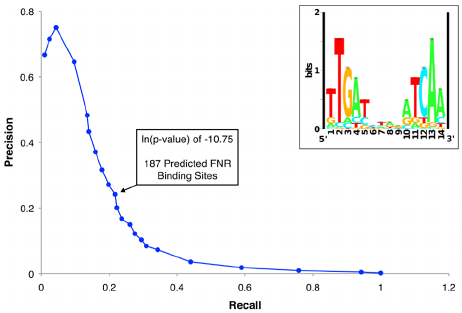 0.8
0.6
0.4
0.2
0
Precision
0
0.2
0.4
0.6
0.8
1
1.2
Recall
ln(p-value) of -10.75
187 Predicted FNR
Binding Sites
2
1
0
bits
5'
1 2 3 4 5 6 7 8 9 10 11 12 13 14
3'
TTGAT ATCAA